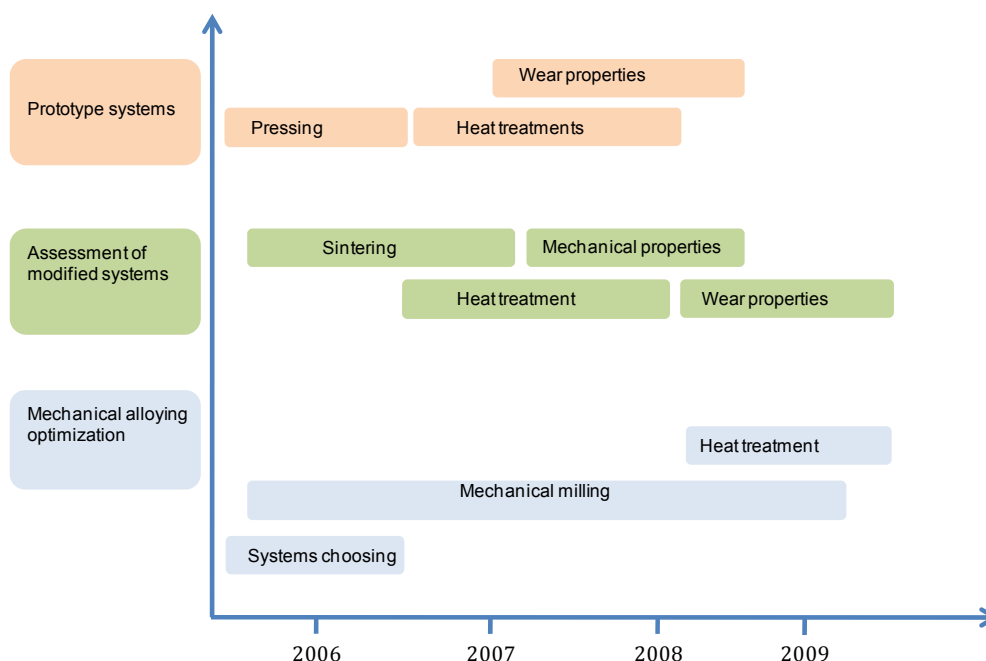 Wear properties
Prototype systems
Pressing
Heat treatments
Assessment of
modified systems
Sintering
Mechanical properties
Heat treatment
Wear properties
Mechanical alloying
optimization
Heat treatment
Mechanical milling
Systems choosing
2006
2007
2008
2009